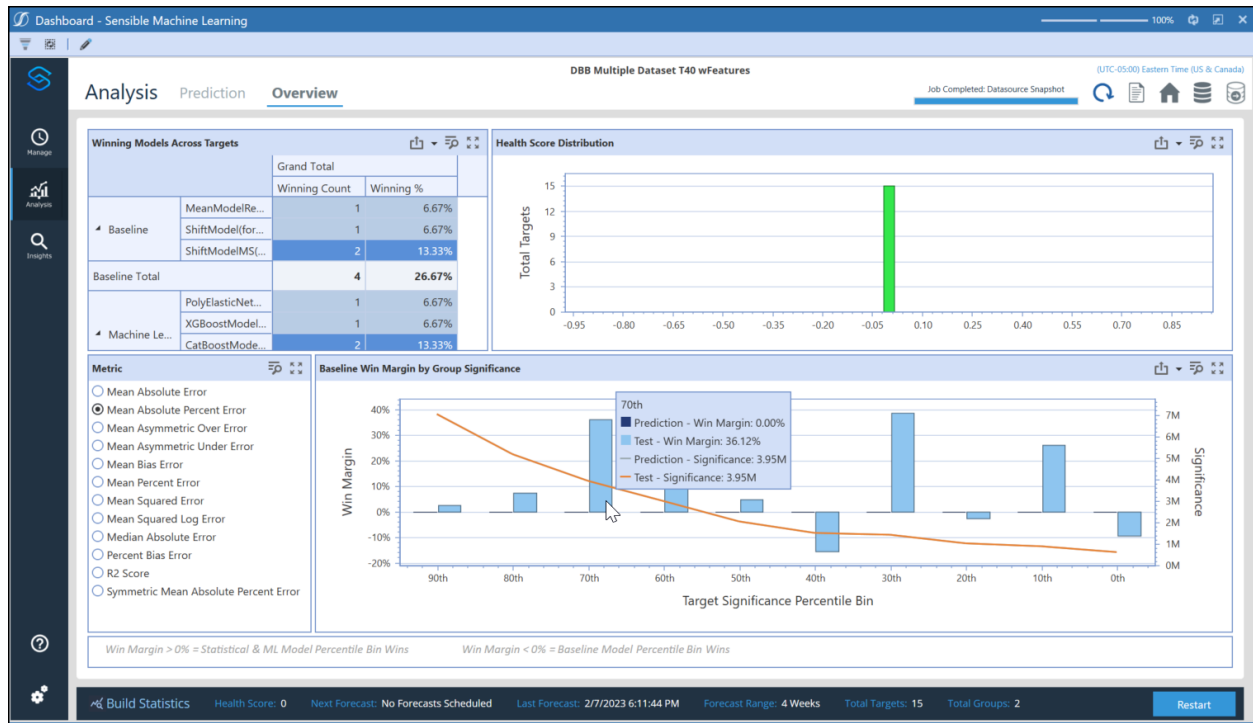 Dashboard - Sensible Machine Learning
100%
DBB Multiple Dataset T40 wFeatures
(UTC-05:00) Eastern Time (US & Canada)
Analysis
Prediction
Overview
Job Completed: Datasource Snapshot
Manage
Analysis
Insights
Winning Models Across Targets
Grand Total
Winning Count Winning %
Baseline
MeanModelRe... 1 6.67%
ShiftModel(for... 1 6.67%
ShiftModelMS(... 2 13.33%
Baseline Total 4 26.67%
Machine Le...
PolyElasticNet... 1 6.67%
XGBoostModel... 1 6.67%
CatBoostMode... 2 13.33%
Health Score Distribution
Total Targets
15
12
9
6
3
0
-0.95 -0.80 -0.65 -0.50 -0.35 -0.20 -0.05 0.10 0.25 0.40 0.55 0.70 0.85
Metric
Mean Absolute Error
Mean Absolute Percent Error
Mean Asymmetric Over Error
Mean Asymmetric Under Error
Mean Bias Error
Mean Percent Error
Mean Squared Error
Mean Squared Log Error
Median Absolute Error
Percent Bias Error
R2 Score
Symmetric Mean Absolute Percent Error
Baseline Win Margin by Group Significance
Win Margin
40%
30%
20%
10%
0%
-10%
-20%
70th
Prediction - Win Margin: 0.00%
Test - Win Margin: 36.12%
Prediction - Significance: 3.95M
Test - Significance: 3.95M
7M
6M
5M
4M
3M
2M
1M
0M
Significance
90th 80th 70th 60th 50th 40th 30th 20th 10th 0th
Target Significance Percentile Bin
Win Margin > 0% = Statistical & ML Model Percentile Bin Wins
Win Margin < 0% = Baseline Model Percentile Bin Wins
Build Statistics
Health Score: 0
Next Forecast: No Forecasts Scheduled
Last Forecast: 2/7/2023 6:11:44 PM
Forecast Range: 4 Weeks
Total Targets: 15
Total Groups: 2
Restart